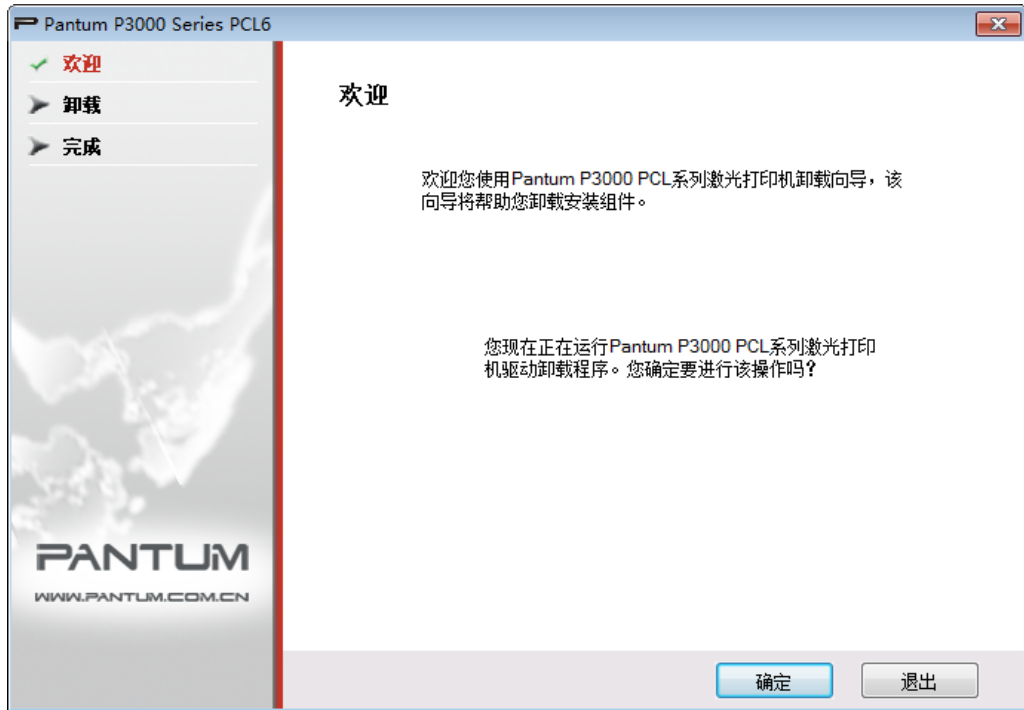 Pantum P3000 Series PCL6
欢迎
卸载
完成
欢迎
欢迎您使用Pantum P3000 PCL系列激光打印机卸载向导，该
向导将帮助您卸载安装组件。
您现在正在运行Pantum P3000 PCL系列激光打印
机驱动卸载程序。您确定要进行该操作吗？
PANTUM
WWW.PANTUM.COM.CN
确定
退出